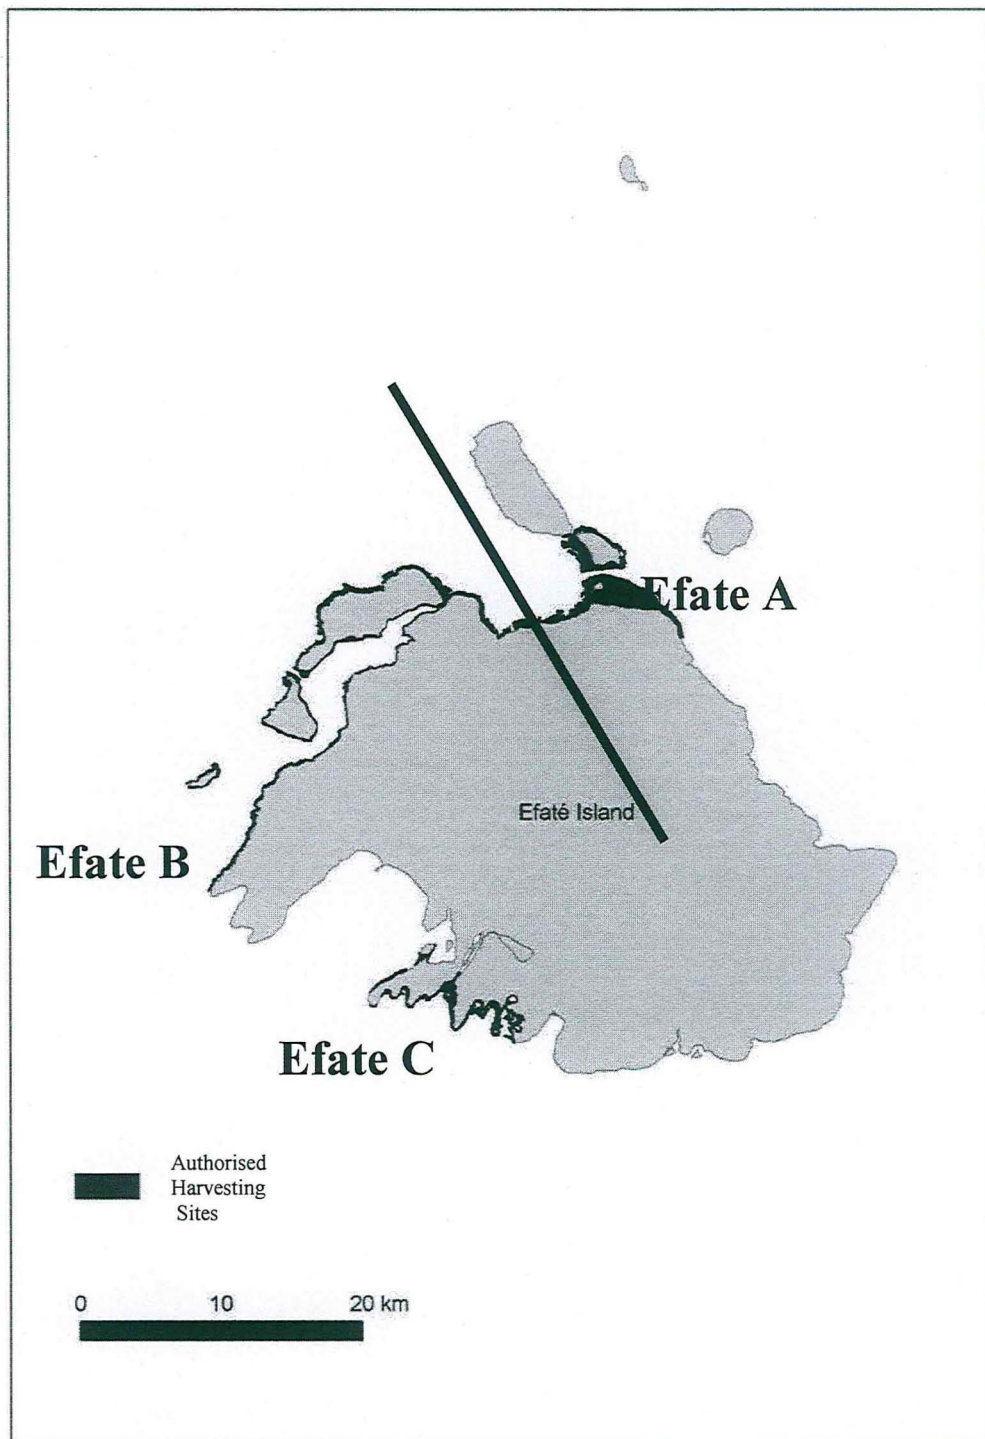 Efate A
Efaté Island
Efate B
Efate C
Authorised
Harvesting
Sites
0 10 20 km